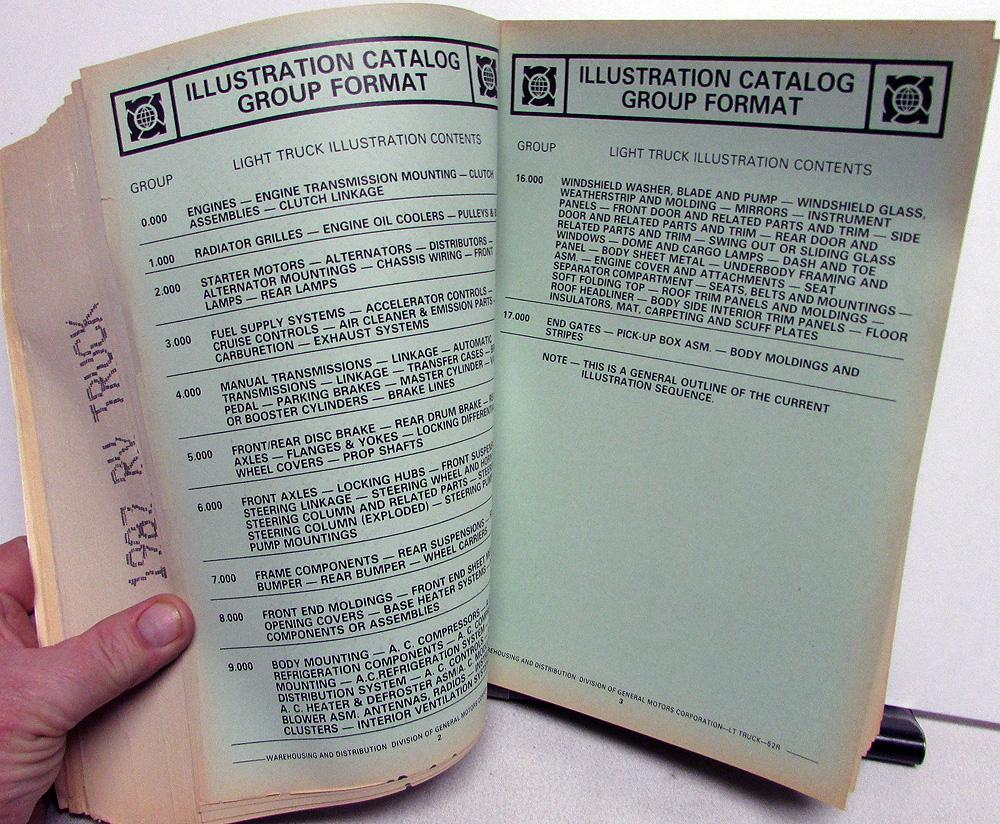 1987 RV TRUCK
ILLUSTRATION CATALOG
GROUP FORMAT
LIGHT TRUCK ILLUSTRATION CONTENTS
GROUP
0.000 ENGINES — ENGINE TRANSMISSION MOUNTING — CLUTCH
ASSEMBLIES — CLUTCH LINKAGE
1.000 RADIATOR GRILLES — ENGINE OIL COOLERS — PULLEYS &
2.000 STARTER MOTORS — ALTERNATORS — DISTRIBUTORS —
ALTERNATOR MOUNTINGS — CHASSIS WIRING — FRONT
LAMPS — REAR LAMPS
3.000 FUEL SUPPLY SYSTEMS — ACCELERATOR CONTROLS —
CRUISE CONTROLS — AIR CLEANER & EMISSION PARTS
CARBURETION — EXHAUST SYSTEMS
4.000 MANUAL TRANSMISSIONS — LINKAGE — AUTOMATIC
TRANSMISSIONS — LINKAGE — TRANSFER CASES —
PEDAL — PARKING BRAKES — MASTER CYLINDER —
OR BOOSTER CYLINDERS — BRAKE LINES
5.000 FRONT/REAR DISC BRAKE — REAR DRUM BRAKE —
AXLES — FLANGES & YOKES — LOCKING
WHEEL COVERS — PROP SHAFTS
6.000 FRONT AXLES — LOCKING HUBS — FRONT
STEERING LINKAGE — STEERING WHEEL AND
STEERING COLUMN AND RELATED PARTS —
STEERING COLUMN (EXPLODED) — STEERING
PUMP MOUNTINGS
7.000 FRAME COMPONENTS — REAR SUSPENSIONS —
BUMPER — REAR BUMPER — WHEEL CARRIERS
8.000 FRONT END MOLDINGS — FRONT END SHEET
OPENING COVERS — BASE HEATER SYSTEMS
COMPONENTS OR ASSEMBLIES
9.000 BODY MOUNTING — A. C. COMPRESSORS —
REFRIGERATION COMPONENTS — A. C.
MOUNTING — A.C. REFRIGERATION SYSTEM
DISTRIBUTION SYSTEM — A. C. CONTROLS
A. C. HEATER & DEFROSTER ASM/A. C.
BLOWER ASM. ANTENNAS, RADIOS —
CLUSTERS — INTERIOR VENTILATION
WAREHOUSING AND DISTRIBUTION DIVISION OF GENERAL MOTORS
2
ILLUSTRATION CATALOG
GROUP FORMAT
GROUP LIGHT TRUCK ILLUSTRATION CONTENTS
16.000 WINDSHIELD WASHER, BLADE AND PUMP — WINDSHIELD GLASS,
WEATHERSTRIP AND MOLDING — MIRRORS — INSTRUMENT
PANELS — FRONT DOOR AND RELATED PARTS AND TRIM — SIDE
DOOR AND RELATED PARTS AND TRIM — REAR DOOR AND
RELATED PARTS AND TRIM — SWING OUT OR SLIDING GLASS
WINDOWS — DOME AND CARGO LAMPS — DASH AND TOE
PANEL — BODY SHEET METAL — UNDERBODY FRAMING AND
ASM. — ENGINE COVER AND ATTACHMENTS — SEAT
SEPARATOR COMPARTMENT — SEATS, BELTS AND MOUNTINGS —
SOFT FOLDING TOP — ROOF TRIM PANELS AND MOLDINGS —
ROOF HEADLINER — BODY SIDE INTERIOR TRIM PANELS — FLOOR
INSULATORS, MAT, CARPETING AND SCUFF PLATES
17.000 END GATES — PICK-UP BOX ASM. — BODY MOLDINGS AND
STRIPES
NOTE — THIS IS A GENERAL OUTLINE OF THE CURRENT
ILLUSTRATION SEQUENCE.
AND DISTRIBUTION DIVISION OF GENERAL MOTORS CORPORATION—LT TRUCK—52R
3